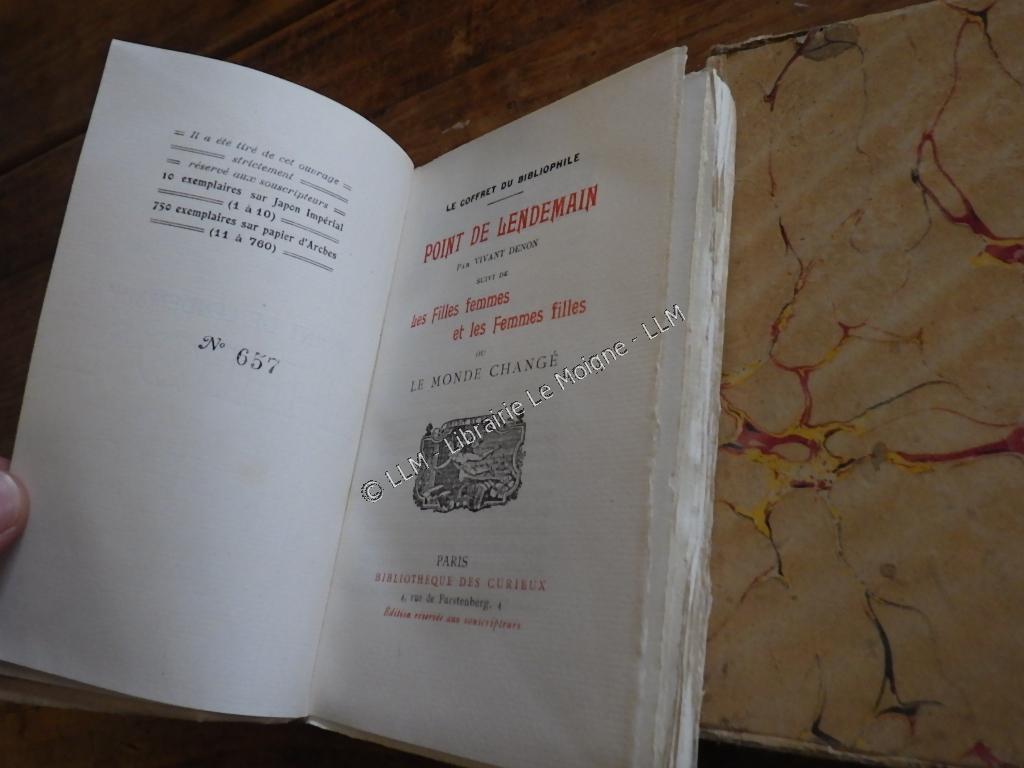 Il a été tiré de cet ouvrage
strictement
réservé aux souscripteurs
10 exemplaires sur Japon Impérial
(1 à 10)
750 exemplaires sur papier d'Arches
(11 à 760)
No 657
LE COFFRET DU BIBLIOPHILE
POINT DE LENDEMAIN
Par VIVANT DENON
SUIVI DE
Les Filles femmes
et les Femmes filles
OU
LE MONDE CHANGÉ
PARIS
BIBLIOTHÈQUE DES CURIEUX
4, rue de Furstenberg, 4
Édition réservée aux souscripteurs
© LLM - Librairie Le Moigne - LLM